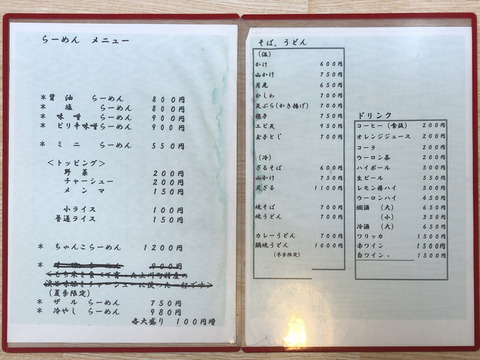 らーめん メニュー
＊醤油 らーめん 800円
＊塩 らーめん 800円
＊味噌 らーめん 900円
＊ピリ辛味噌らーめん 900円
＊ミニ らーめん 550円
＜トッピング＞
野菜 200円
チャーシュー 200円
メンマ 150円
小ライス 100円
普通ライス 150円
＊ちゃんこらーめん 1200円
900円
(夏季限定)
＊ザル らーめん 750円
＊冷やし らーめん 980円
各大盛り 100円増
そば、うどん
(温)
かけ 600円
山かけ 750円
月見 650円
かしわ 700円
天ぷら(かき揚げ) 700円
親子 750円
エビ天 950円
玉子とじ 700円
(冷)
ざるそば 600円
山かけ 750円
天ざる 1100円
焼そば 700円
焼うどん 700円
カレーうどん 700円
鍋焼うどん 1000円
(冬季限定)
ドリンク
コーヒー(食後) 200円
オレンジジュース 200円
コーラ 200円
ウーロン茶 200円
ハイボール 300円
生ビール 350円
レモン酎ハイ 450円
ウーロンハイ 450円
燗酒 (大) 650円
(小) 350円
冷酒 (大) 650円
ウリッカ 1500円
赤ワイン 1500円
白ワイン 1500円